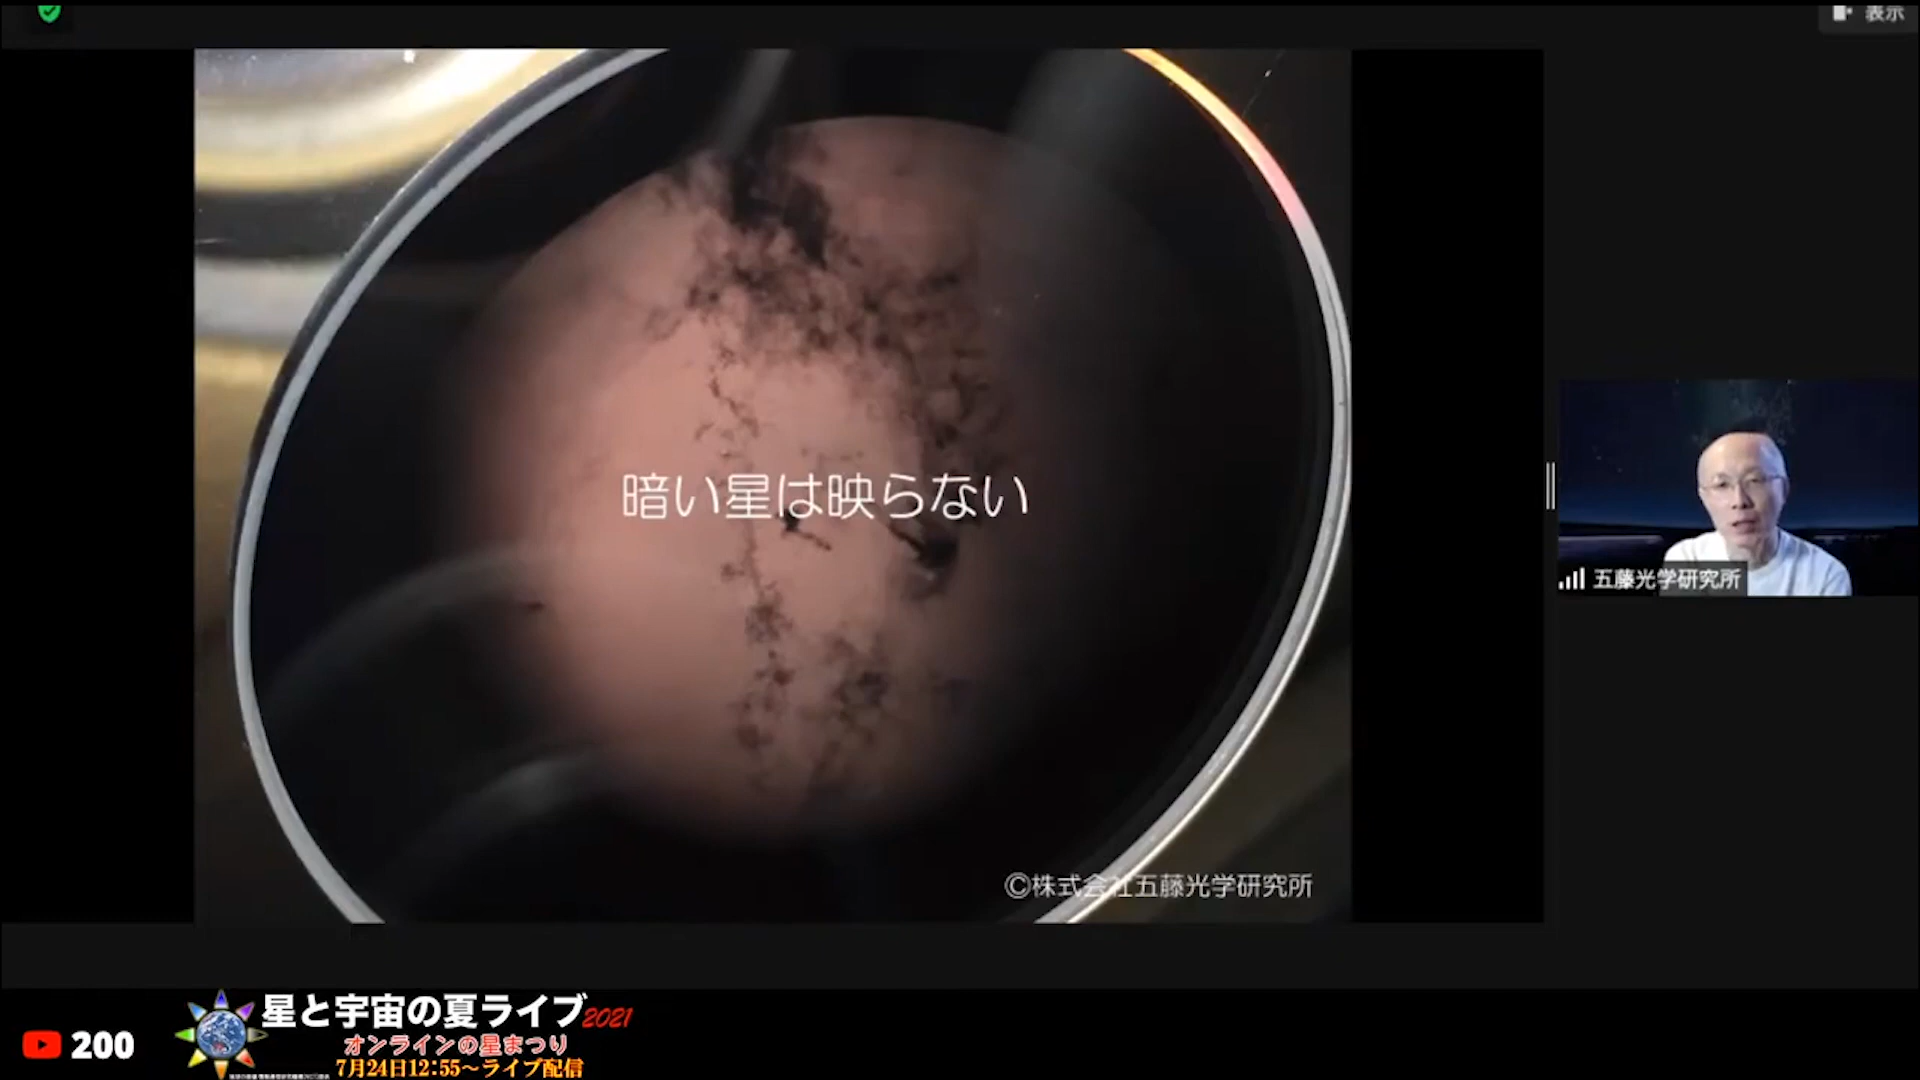 表示
暗い星は映らない
五藤光学研究所
©株式会社五藤光学研究所
200
星と宇宙の夏ライブ2021
オンラインの星まつり
7月24日12:55〜ライブ配信